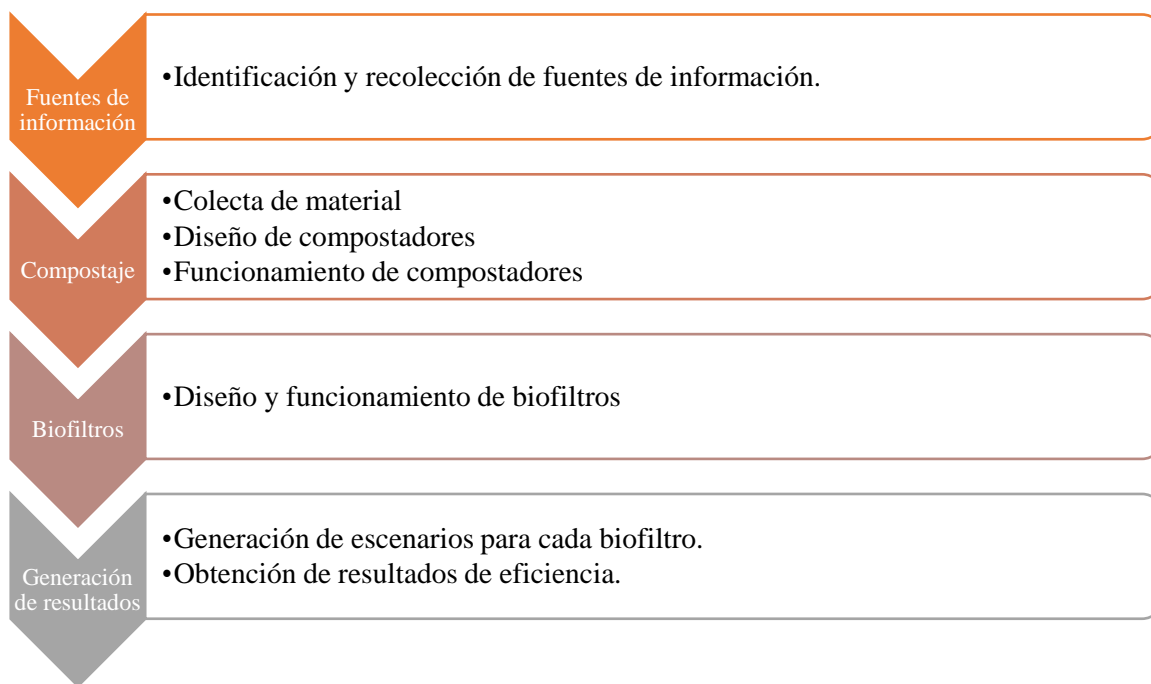 Fuentes de
información
•Identificación y recolección de fuentes de información.
Compostaje
•Colecta de material
•Diseño de compostadores
•Funcionamiento de compostadores
Biofiltros
•Diseño y funcionamiento de biofiltros
Generación
de resultados
•Generación de escenarios para cada biofiltro.
•Obtención de resultados de eficiencia.